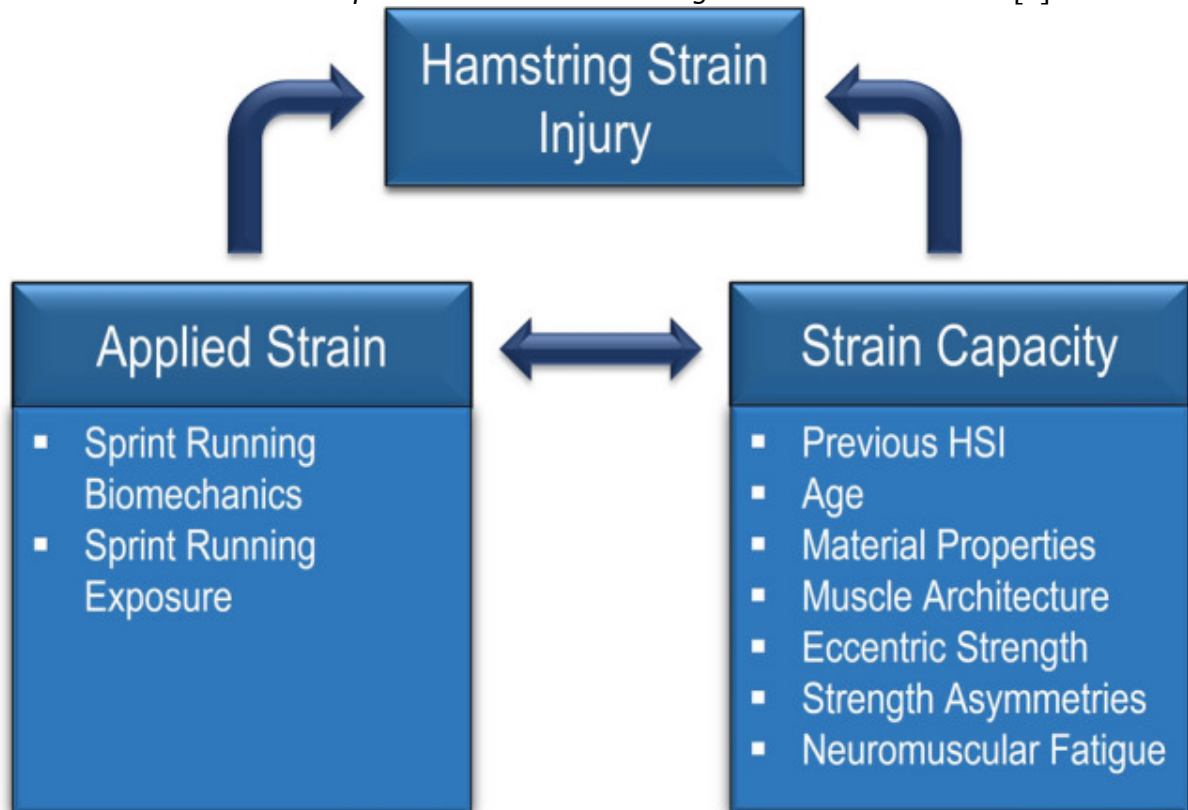 Hamstring Strain
Injury
Applied Strain
▪ Sprint Running
Biomechanics
▪ Sprint Running
Exposure
Strain Capacity
▪ Previous HSI
▪ Age
▪ Material Properties
▪ Muscle Architecture
▪ Eccentric Strength
▪ Strength Asymmetries
▪ Neuromuscular Fatigue